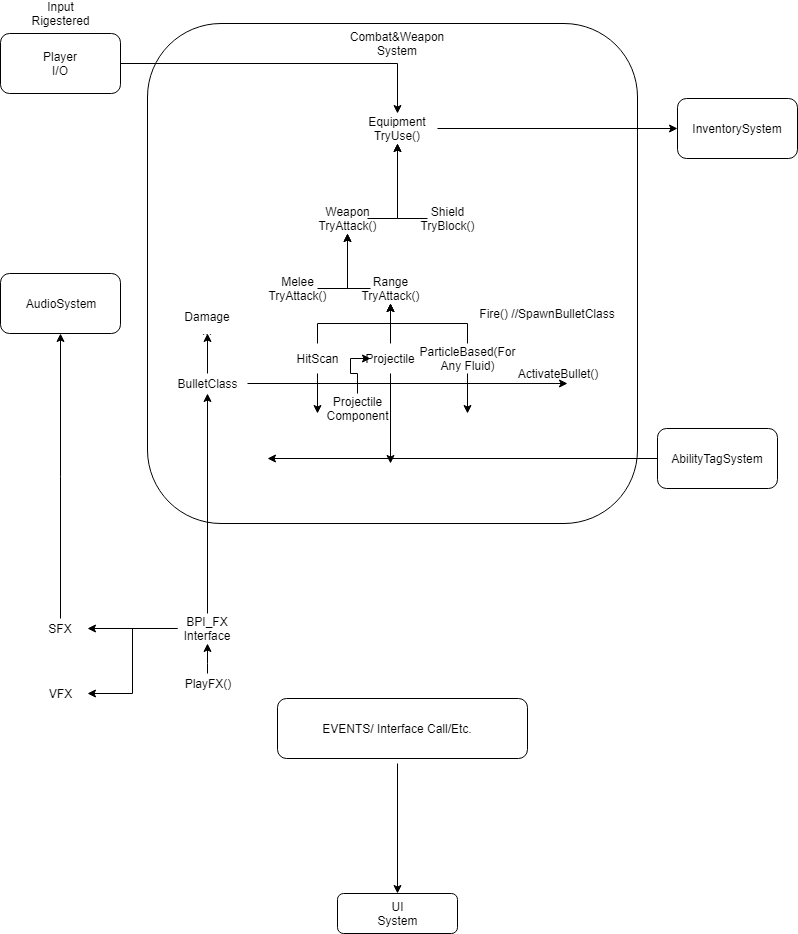 Input
Rigestered
Player
I/O
Combat&Weapon
System
Equipment
TryUse()
InventorySystem
Weapon
TryAttack()
Shield
TryBlock()
Melee
TryAttack()
Range
TryAttack()
AudioSystem
Damage
Fire() //SpawnBulletClass
HitScan
Projectile
ParticleBased(For
Any Fluid)
BulletClass
ActivateBullet()
Projectile
Component
AbilityTagSystem
SFX
BPI_FX
Interface
VFX
PlayFX()
EVENTS/ Interface Call/Etc.
UI
System